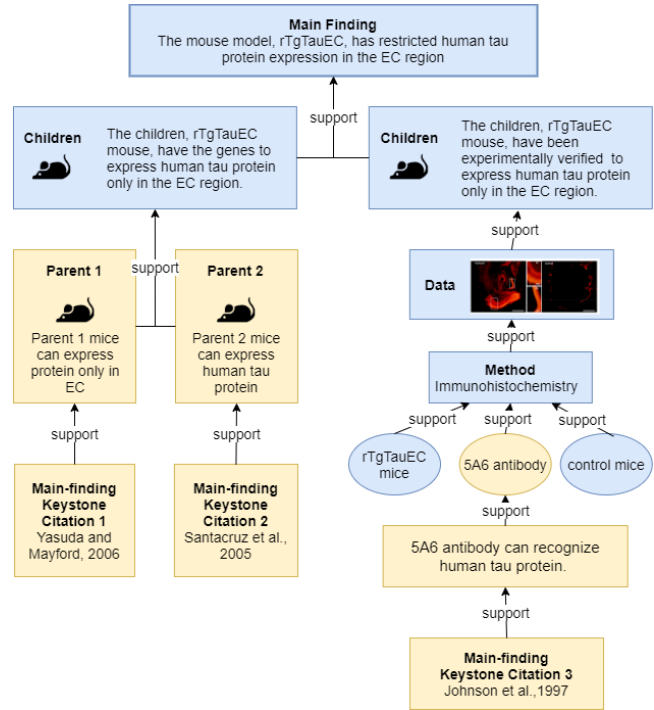 Main Finding
The mouse model, rTgTauEC, has restricted human tau
protein expression in the EC region
support
Children
The children, rTgTauEC
mouse, have the genes to
express human tau protein
only in the EC region.
Children
The children, rTgTauEC
mouse, have been
experimentally verified to
express human tau protein
only in the EC region.
support
support
Parent 1
Parent 1 mice
can express
protein only in
EC
Parent 2
Parent 2 mice
can express
human tau
protein
Data
support
Method
Immunohistochemistry
support
support
support
support
support
rTgTauEC
mice
5A6 antibody
control mice
Main-finding
Keystone
Citation 1
Yasuda and
Mayford, 2006
Main-finding
Keystone
Citation 2
Santacruz et al.,
2005
support
5A6 antibody can recognize
human tau protein.
support
Main-finding
Keystone Citation 3
Johnson et al.,1997